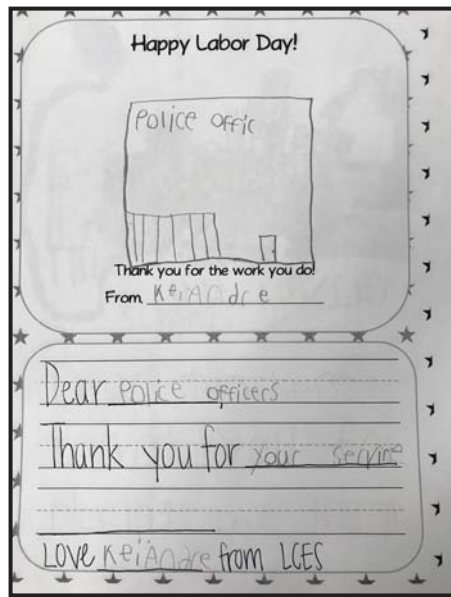 Happy Labor Day!
Police offic
Thank you for the work you do!
From KeiAndre
Dear police officers
Thank you for your service
Love KeiAndre from LCES